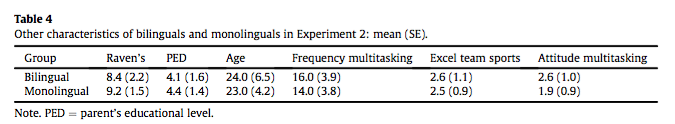 Table 4
Other characteristics of bilinguals and monolinguals in Experiment 2: mean (SE).
Group Raven's PED Age Frequency multitasking Excel team sports Attitude multitasking
Bilingual 8.4 (2.2) 4.1 (1.6) 24.0 (6.5) 16.0 (3.9) 2.6 (1.1) 2.6 (1.0)
Monolingual 9.2 (1.5) 4.4 (1.4) 23.0 (4.2) 14.0 (3.8) 2.5 (0.9) 1.9 (0.9)
Note. PED = parent's educational level.